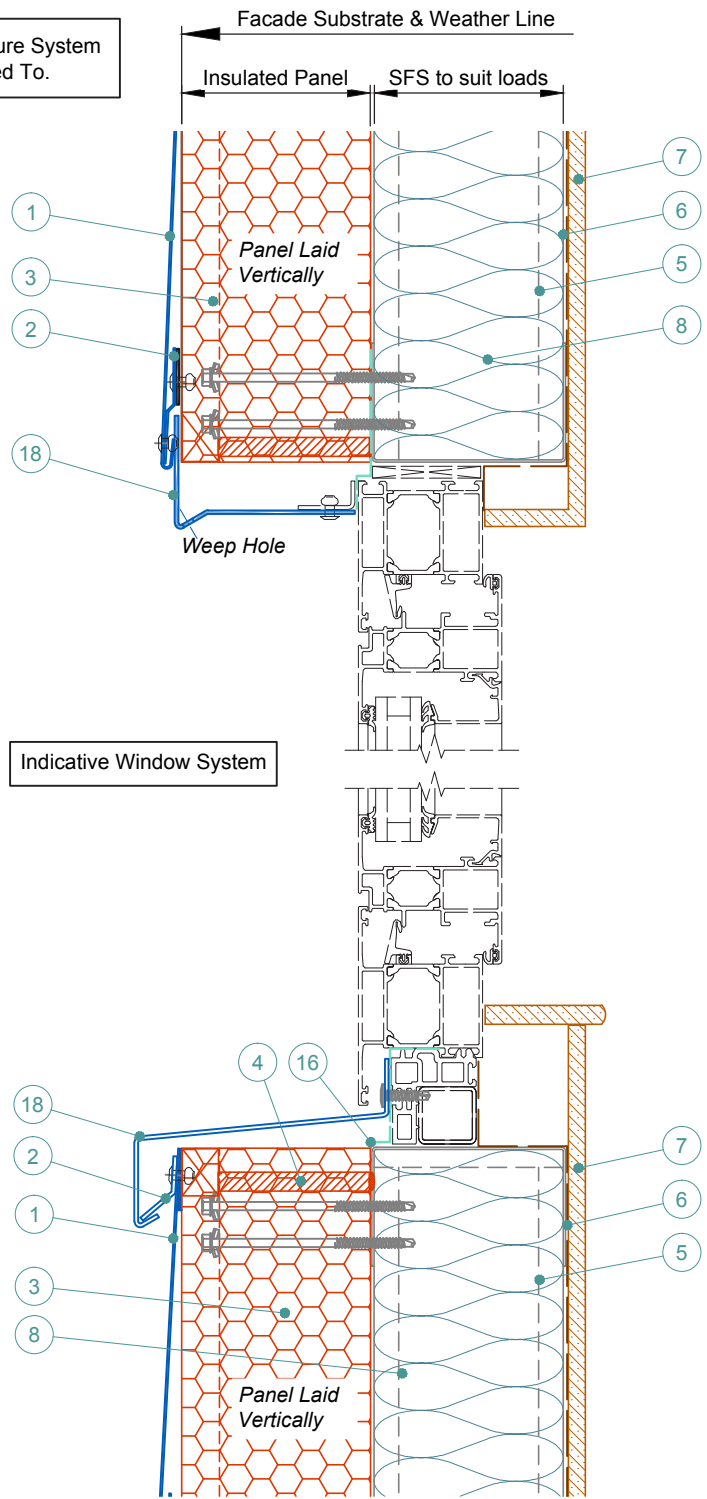 Facade Substrate & Weather Line
ure System
ed To.
Insulated Panel
SFS to suit loads
7
1
6
Panel Laid
Vertically
3
5
2
8
18
Weep Hole
Indicative Window System
4
16
18
7
2
6
1
5
3
8
Panel Laid
Vertically